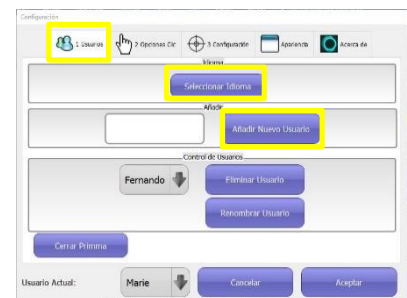 Configuración
1 Usuarios 2 Opciones Clic 3 Configuración Apariencia Acerca de
Idioma
Seleccionar Idioma
Añadir
Añadir Nuevo Usuario
Control de Usuarios
Fernando Eliminar Usuario
Renombrar Usuario
Cerrar Primma
Usuario Actual: Marie Cancelar Aceptar